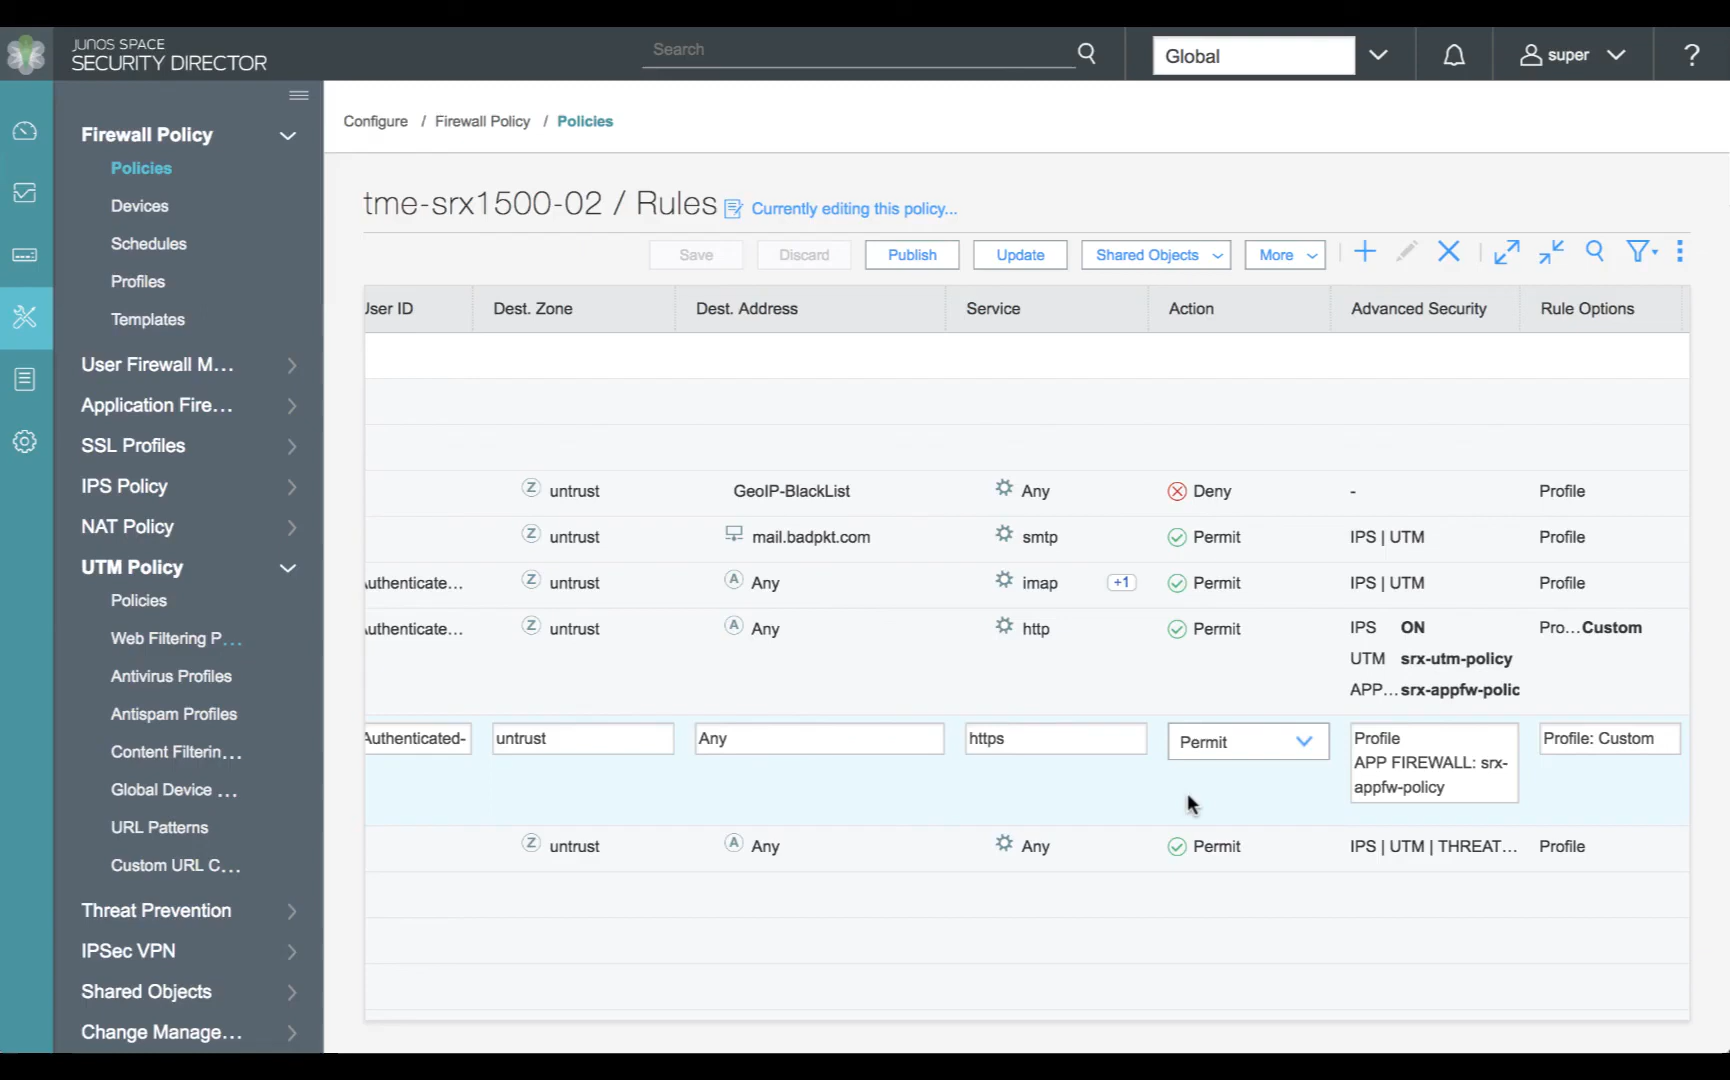 JUNOS SPACE
SECURITY DIRECTOR
Search
Global
super
?
Firewall Policy
Policies
Devices
Schedules
Profiles
Templates
User Firewall M...
Application Fire...
SSL Profiles
IPS Policy
NAT Policy
UTM Policy
Policies
Web Filtering P...
Antivirus Profiles
Antispam Profiles
Content Filterin...
Global Device ...
URL Patterns
Custom URL C...
Threat Prevention
IPSec VPN
Shared Objects
Change Manage...
Configure / Firewall Policy / Policies
tme-srx1500-02 / Rules Currently editing this policy...
Save Discard Publish Update Shared Objects More
User ID Dest. Zone Dest. Address Service Action Advanced Security Rule Options
Z untrust GeoIP-BlackList Any Deny - Profile
Z untrust mail.badpkt.com smtp Permit IPS | UTM Profile
Authenticate... Z untrust A Any imap +1 Permit IPS | UTM Profile
Authenticate... Z untrust A Any http Permit IPS ON Pro...Custom
UTM srx-utm-policy
APP...srx-appfw-polic
Authenticated- untrust Any https Permit Profile Profile: Custom
APP FIREWALL: srx-
appfw-policy
Z untrust A Any Any Permit IPS | UTM | THREAT... Profile